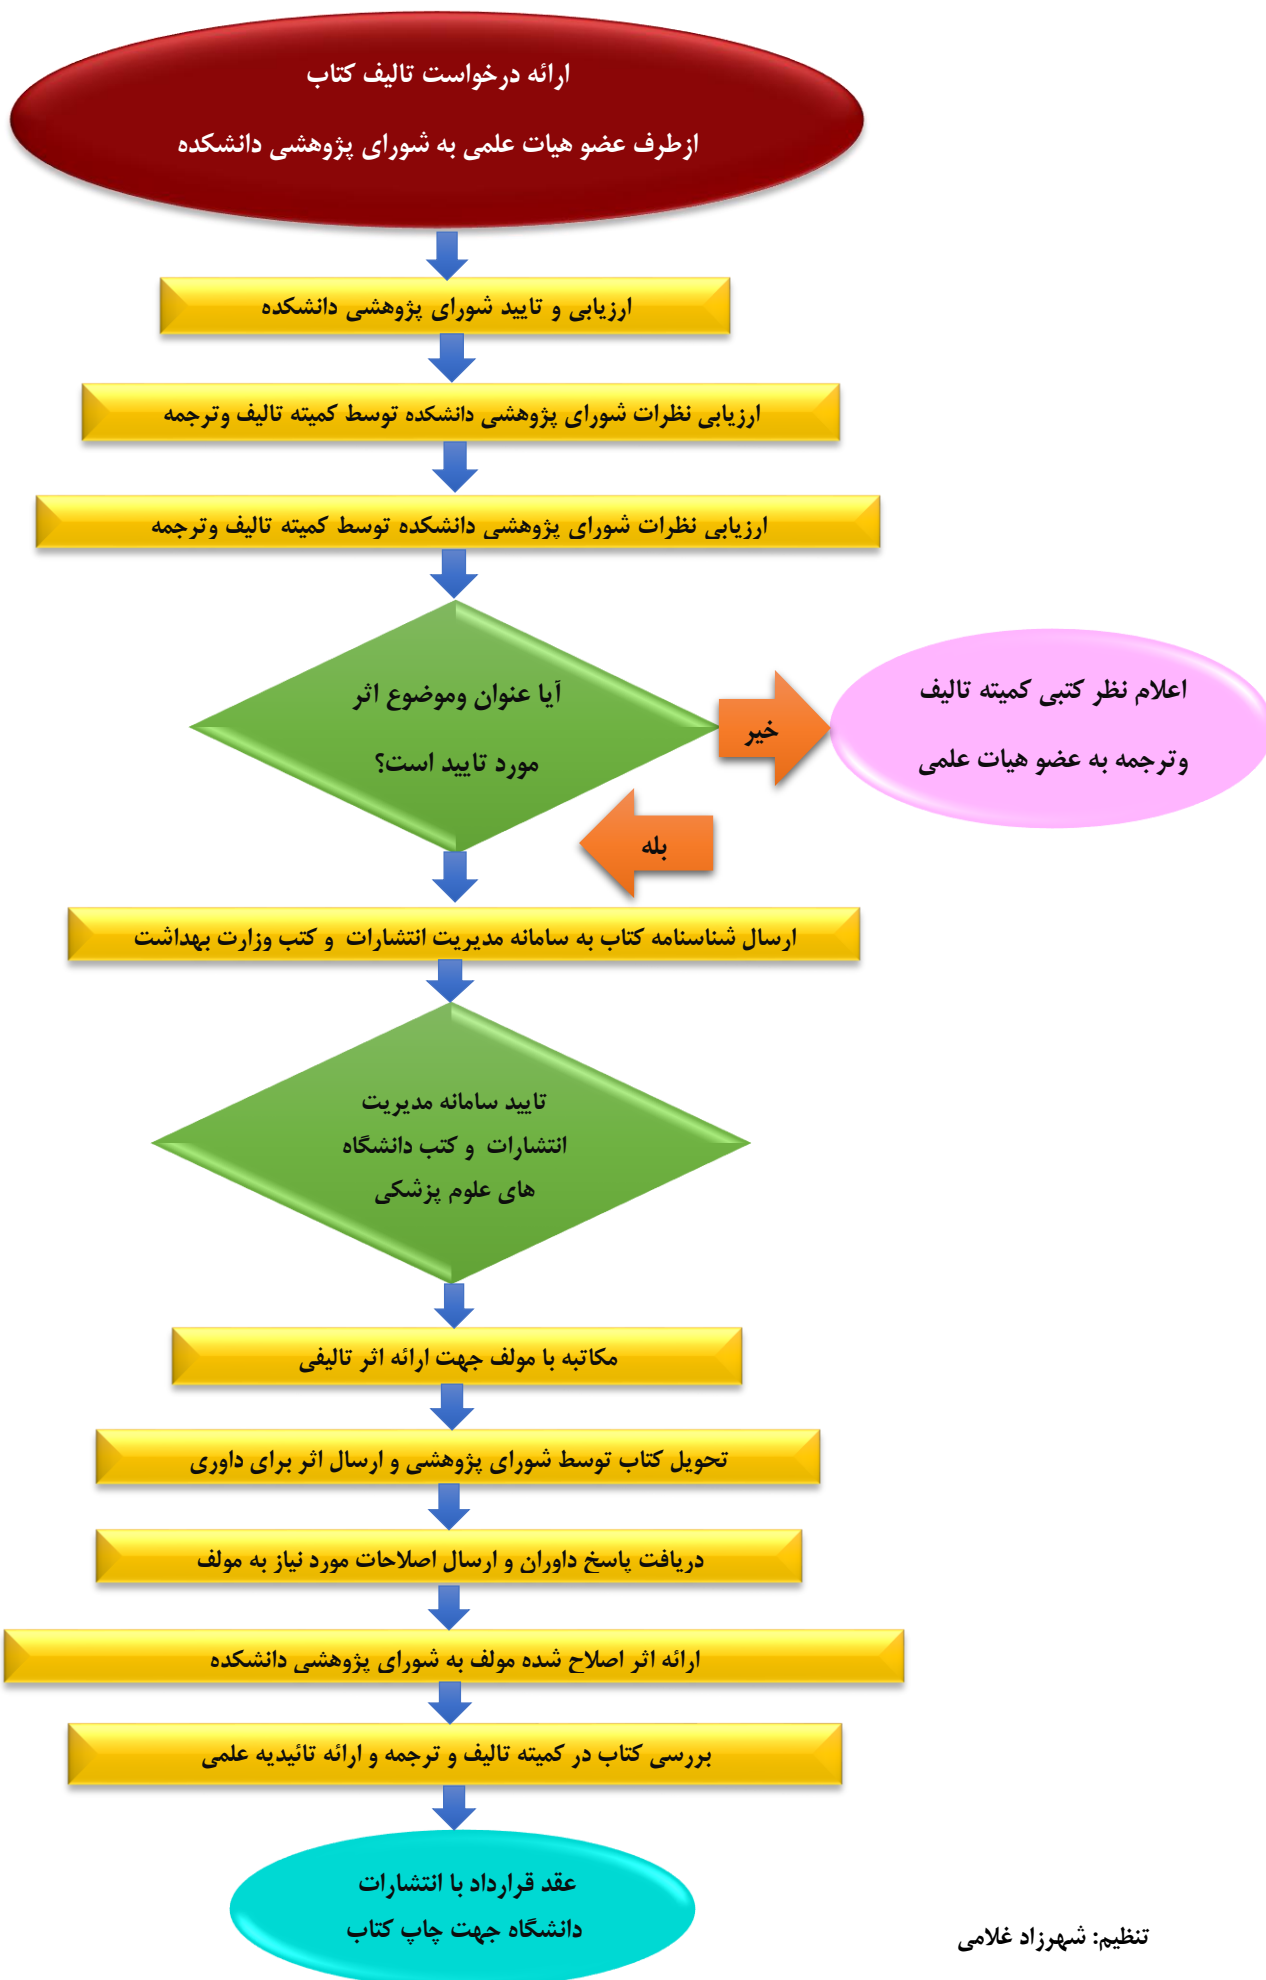 ارائه درخواست تالیف کتاب
ازطرف عضو هیات علمی به شورای پژوهشی دانشکده
ارزیابی و تایید شورای پژوهشی دانشکده
ارزیابی نظرات شورای پژوهشی دانشکده توسط کمیته تالیف وترجمه
ارزیابی نظرات شورای پژوهشی دانشکده توسط کمیته تالیف وترجمه
آیا عنوان وموضوع اثر
مورد تایید است؟
خیر
اعلام نظر کتبی کمیته تالیف
وترجمه به عضو هیات علمی
بله
ارسال شناسنامه کتاب به سامانه مدیریت انتشارات و کتب وزارت بهداشت
تایید سامانه مدیریت
انتشارات و کتب دانشگاه
های علوم پزشکی
مکاتبه با مولف جهت ارائه اثر تالیفی
تحویل کتاب توسط شورای پژوهشی و ارسال اثر برای داوری
دریافت پاسخ داوران و ارسال اصلاحات مورد نیاز به مولف
ارائه اثر اصلاح شده مولف به شورای پژوهشی دانشکده
بررسی کتاب در کمیته تالیف و ترجمه و ارائه تائیدیه علمی
عقد قرارداد با انتشارات
دانشگاه جهت چاپ کتاب
تنظیم: شهرزاد غلامی